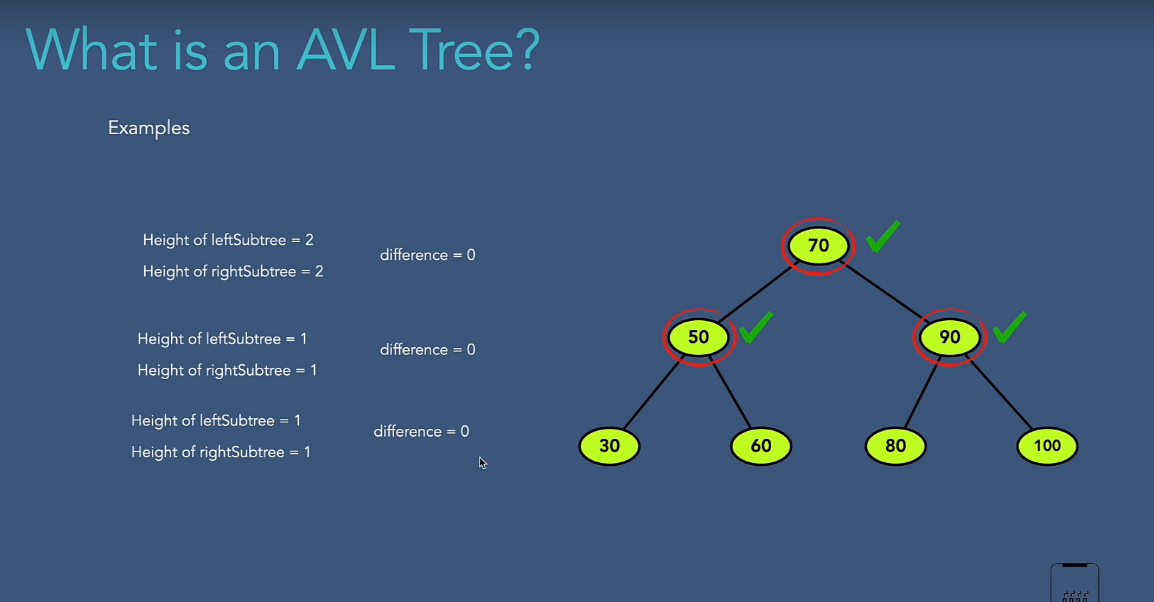 What is an AVL Tree?
Examples
Height of leftSubtree = 2
Height of rightSubtree = 2
difference = 0
Height of leftSubtree = 1
Height of rightSubtree = 1
difference = 0
Height of leftSubtree = 1
Height of rightSubtree = 1
difference = 0
70
50
90
30
60
80
100